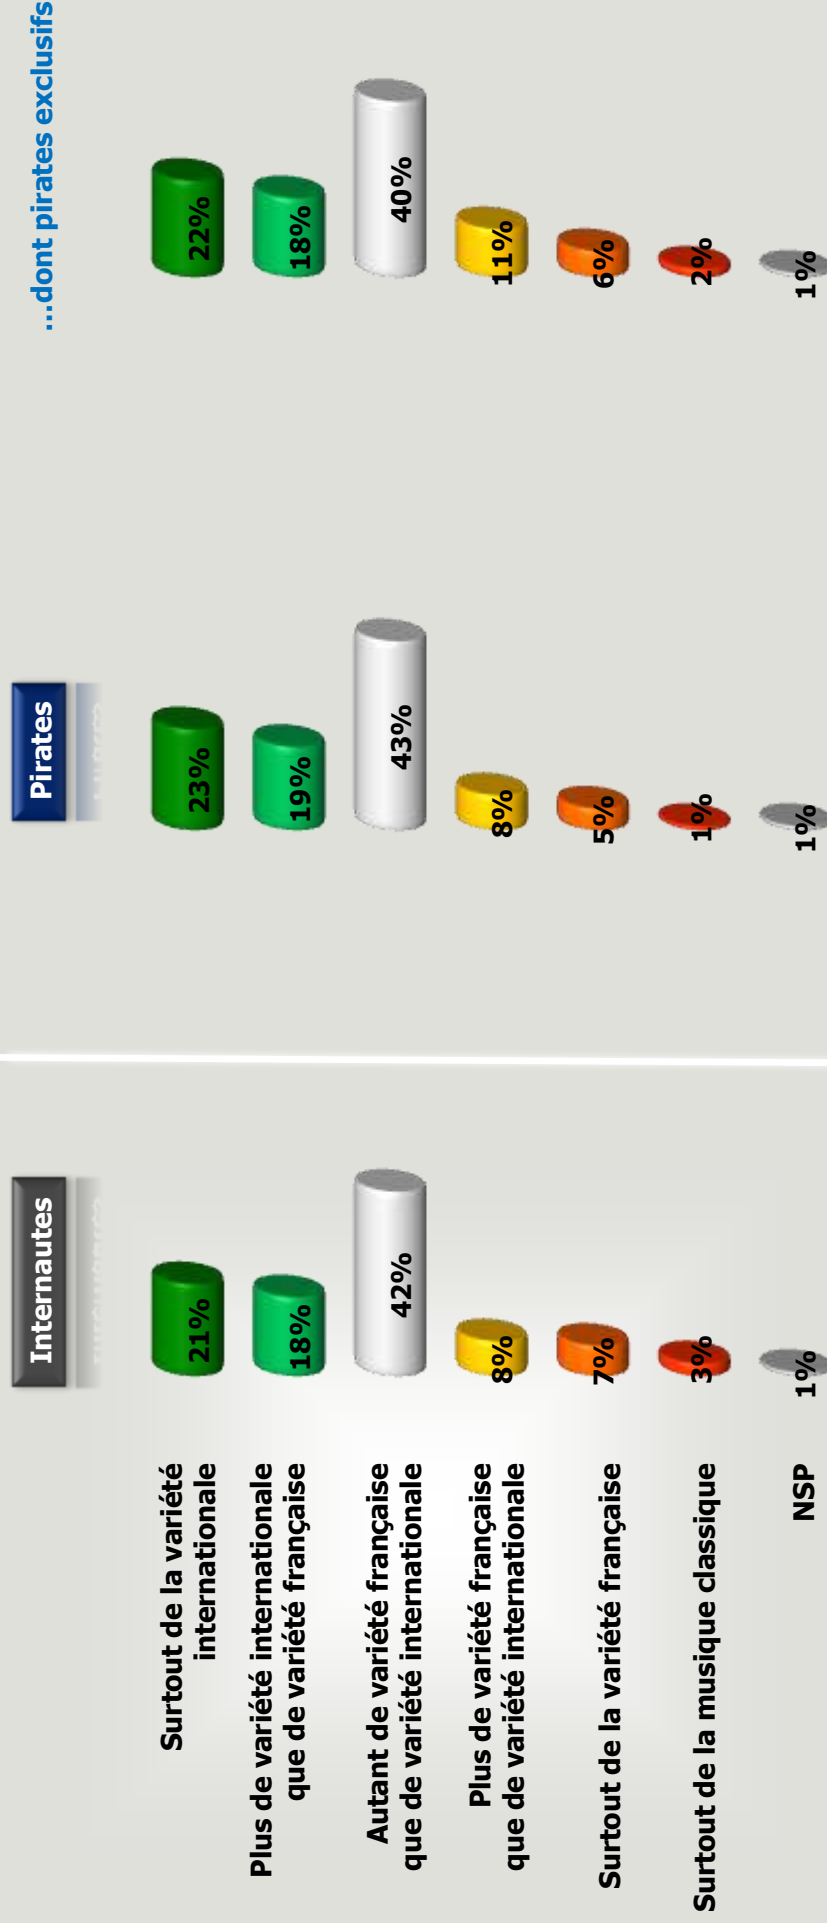 Internautes
Pirates
...dont pirates exclusifs
Surtout de la variété
internationale
21%
23%
22%
Plus de variété internationale
que de variété française
18%
19%
18%
Autant de variété française
que de variété internationale
42%
43%
40%
Plus de variété française
que de variété internationale
8%
8%
11%
Surtout de la variété française
7%
5%
6%
Surtout de la musique classique
3%
1%
2%
NSP
1%
1%
1%